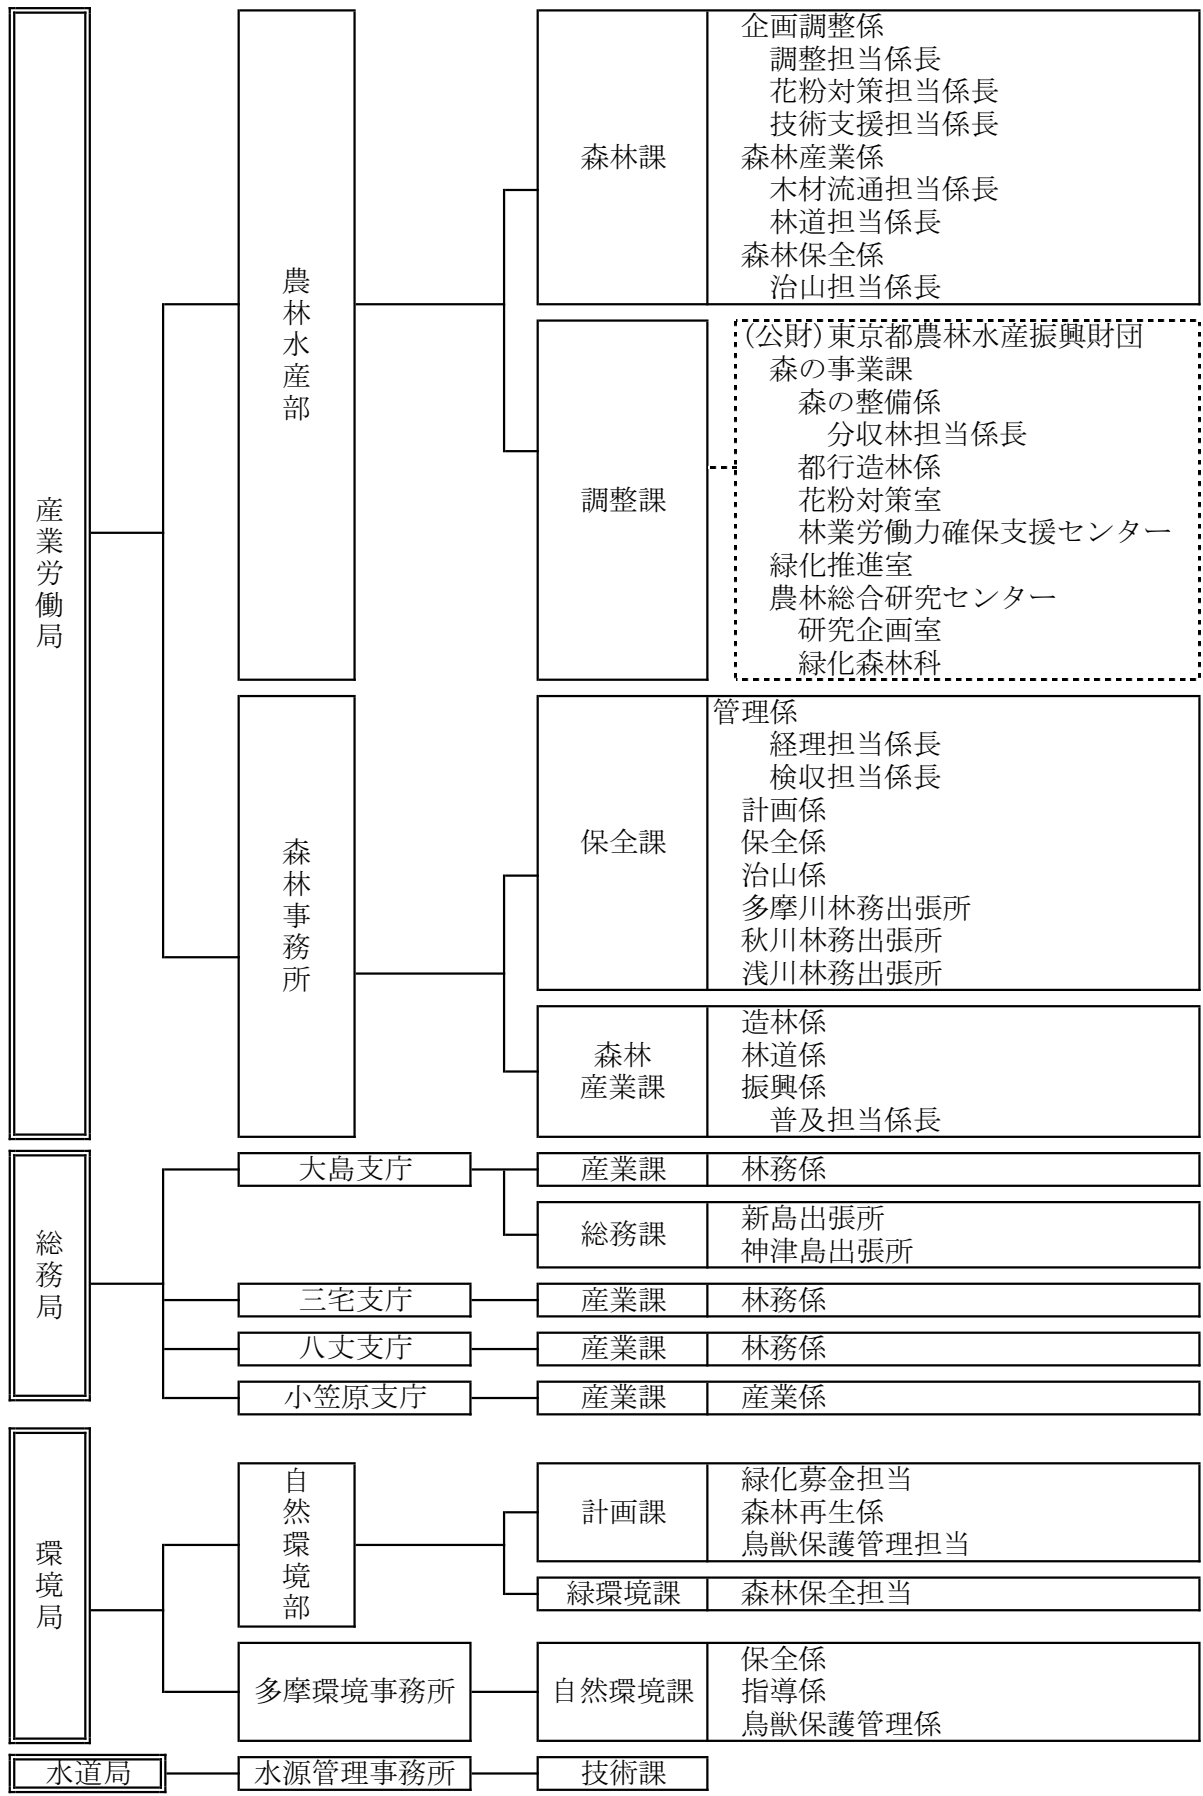 産業労働局
農林水産部
森林課
企画調整係
調整担当係長
花粉対策担当係長
技術支援担当係長
森林産業係
木材流通担当係長
林道担当係長
森林保全係
治山担当係長
調整課
(公財)東京都農林水産振興財団
森の事業課
森の整備係
分収林担当係長
都行造林係
花粉対策室
林業労働力確保支援センター
緑化推進室
農林総合研究センター
研究企画室
緑化森林科
森林事務所
保全課
管理係
経理担当係長
検収担当係長
計画係
保全係
治山係
多摩川林務出張所
秋川林務出張所
浅川林務出張所
森林
産業課
造林係
林道係
振興係
普及担当係長
総務局
大島支庁
産業課
林務係
総務課
新島出張所
神津島出張所
三宅支庁
産業課
林務係
八丈支庁
産業課
林務係
小笠原支庁
産業課
産業係
環境局
自然環境部
計画課
緑化募金担当
森林再生係
鳥獣保護管理担当
緑環境課
森林保全担当
多摩環境事務所
自然環境課
保全係
指導係
鳥獣保護管理係
水道局
水源管理事務所
技術課